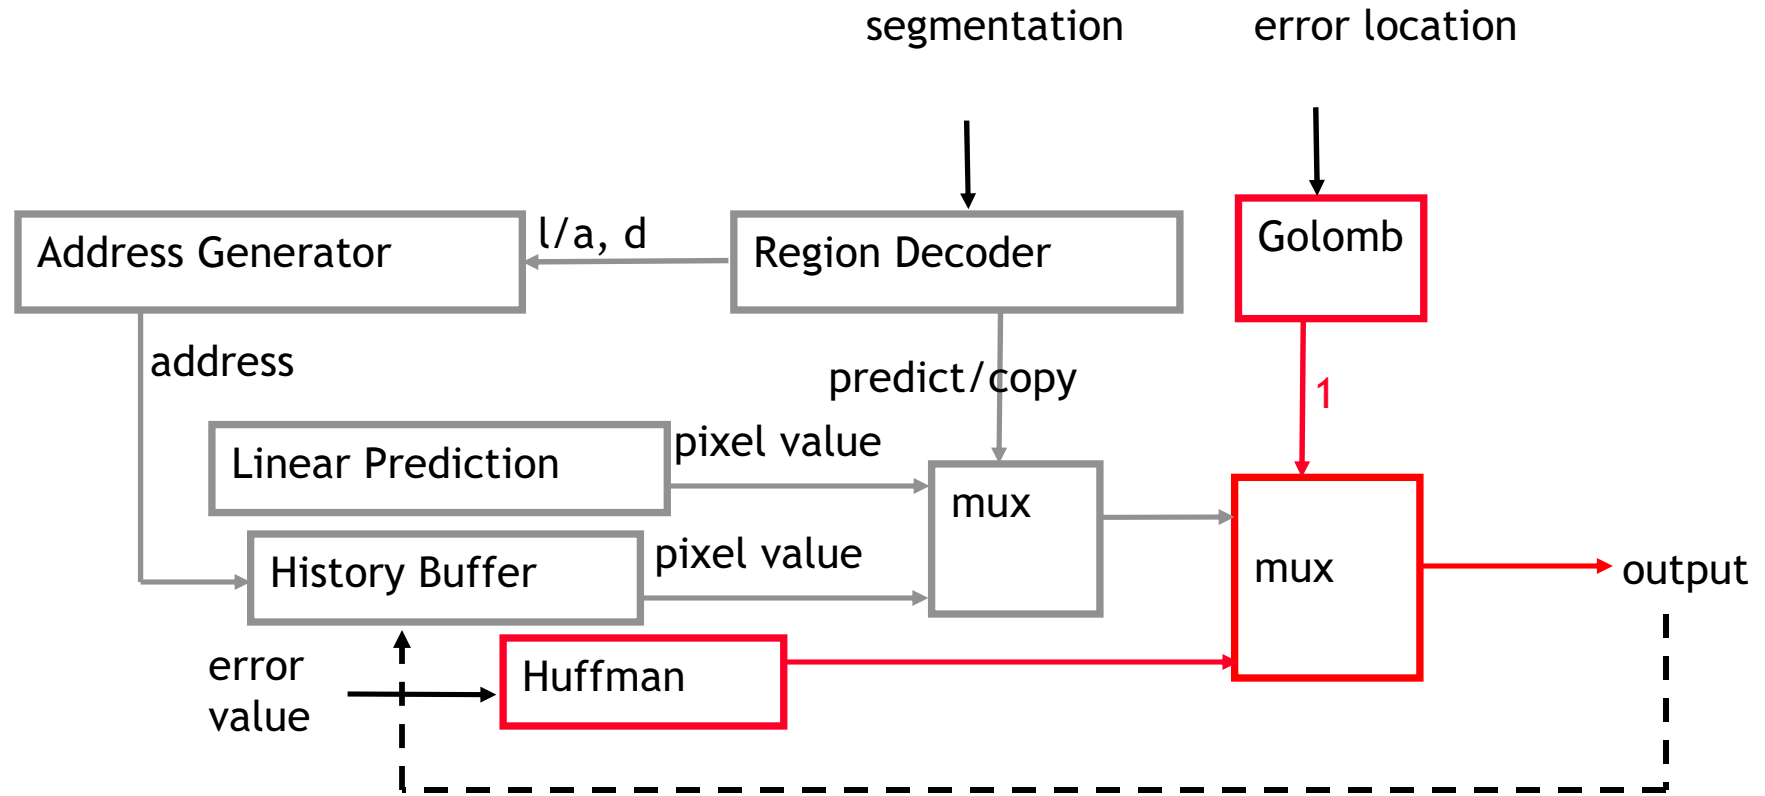 segmentation
error location
Address Generator
l/a, d
Region Decoder
Golomb
address
predict/copy
1
Linear Prediction
pixel value
mux
History Buffer
pixel value
mux
output
error
value
Huffman